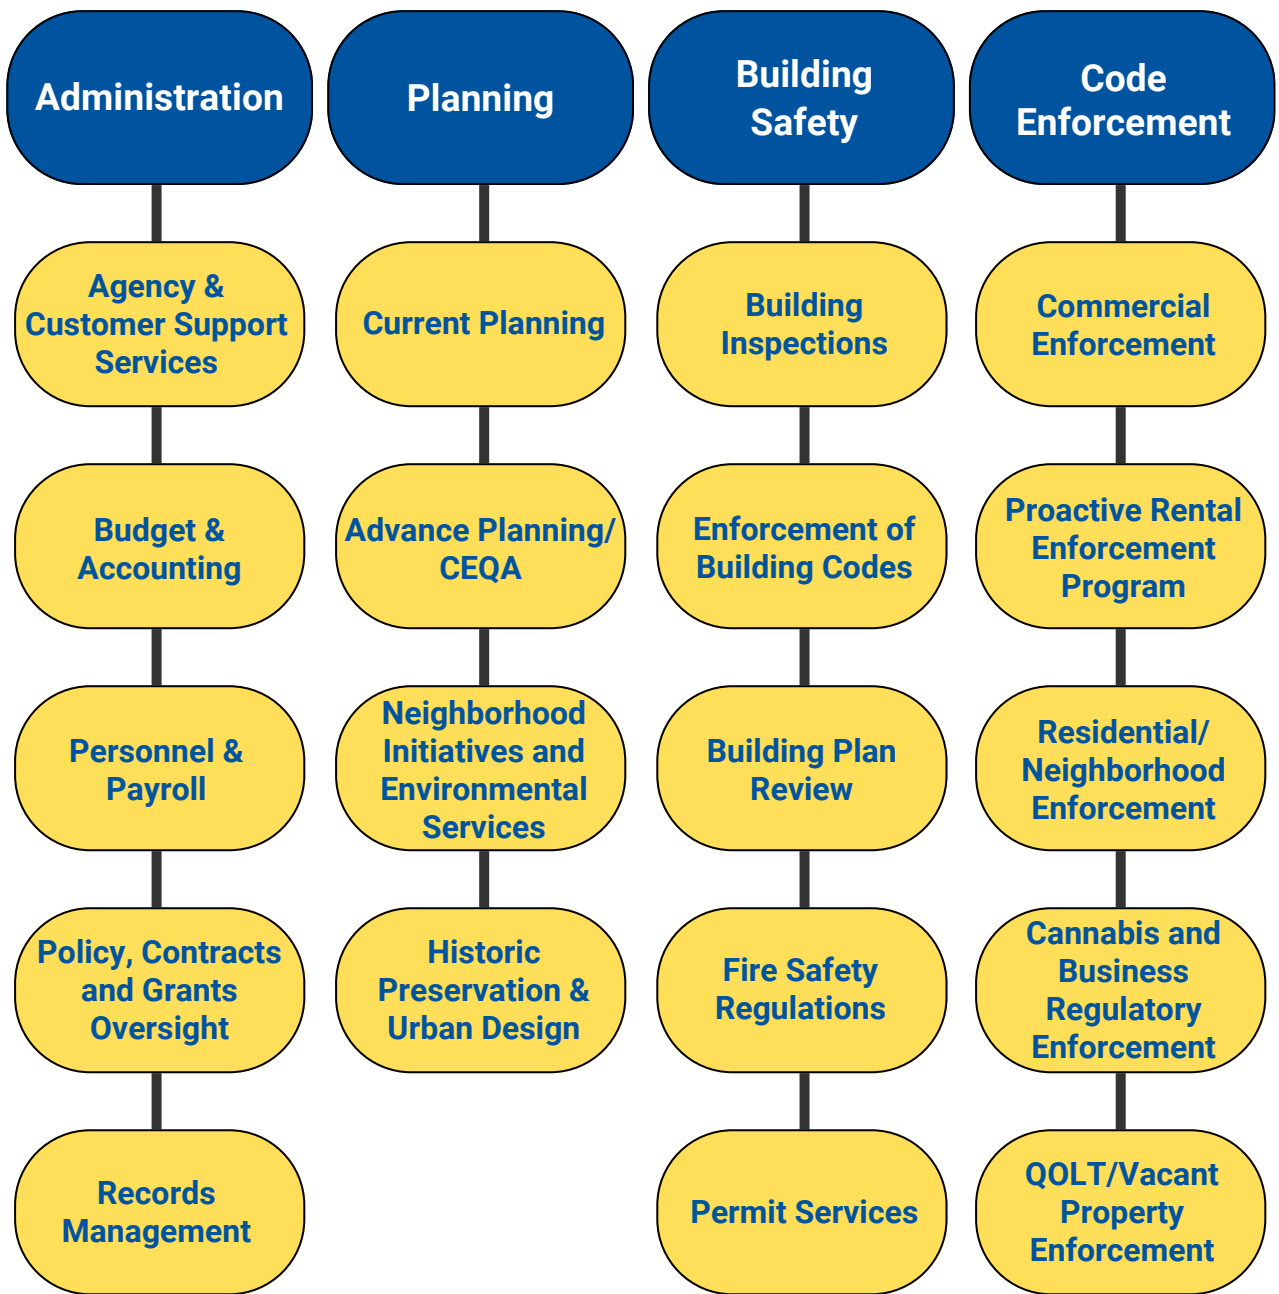 Administration
Agency &
Customer Support
Services
Budget &
Accounting
Personnel &
Payroll
Policy, Contracts
and Grants
Oversight
Records
Management
Planning
Current Planning
Advance Planning/
CEQA
Neighborhood
Initiatives and
Environmental
Services
Historic
Preservation &
Urban Design
Building
Safety
Building
Inspections
Enforcement of
Building Codes
Building Plan
Review
Fire Safety
Regulations
Permit Services
Code
Enforcement
Commercial
Enforcement
Proactive Rental
Enforcement
Program
Residential/
Neighborhood
Enforcement
Cannabis and
Business
Regulatory
Enforcement
QOLT/Vacant
Property
Enforcement